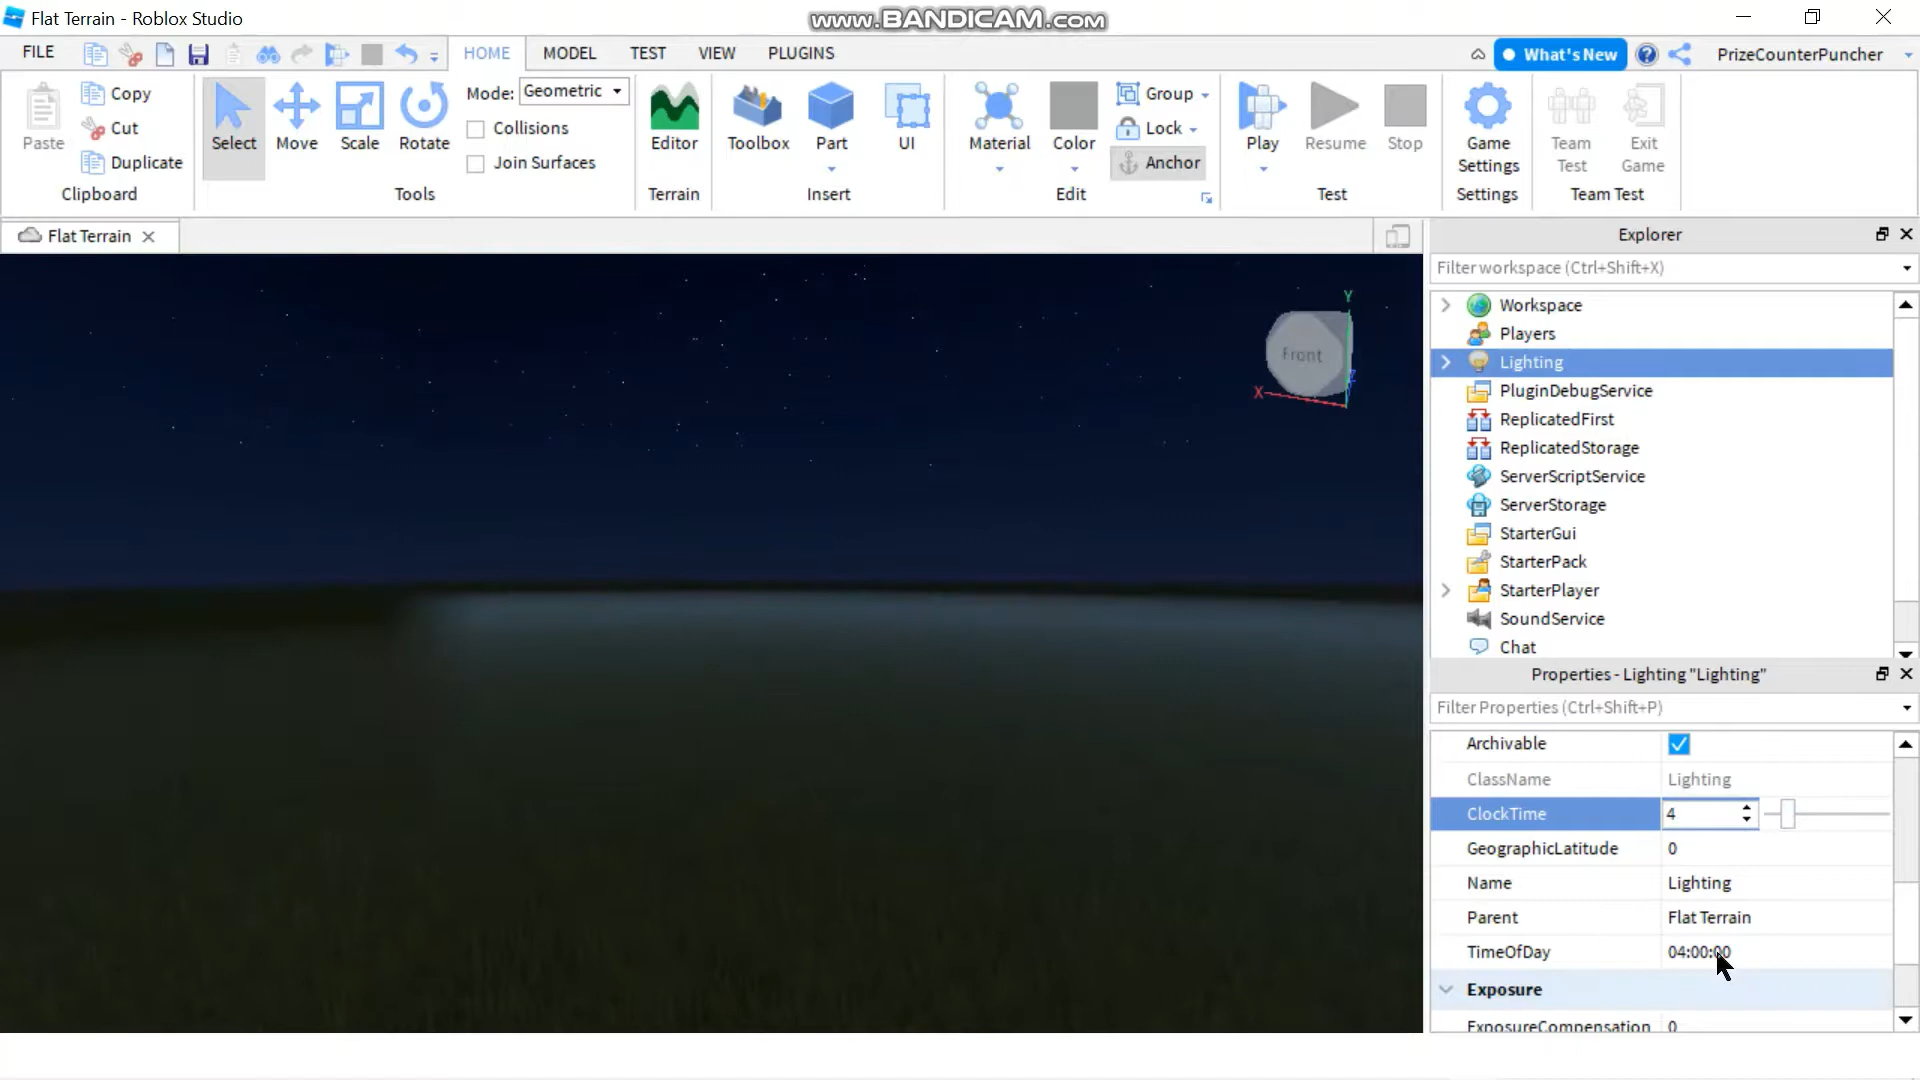 Flat Terrain - Roblox Studio
www.BANDICAM.com
FILE
HOME
MODEL
TEST
VIEW
PLUGINS
What's New
PrizeCounterPuncher
Paste
Copy
Cut
Duplicate
Clipboard
Select
Move
Scale
Rotate
Mode: Geometric
Collisions
Join Surfaces
Tools
Editor
Terrain
Toolbox
Part
UI
Insert
Material
Color
Group
Lock
Anchor
Edit
Play
Resume
Stop
Test
Game
Settings
Settings
Team
Test
Exit
Game
Team Test
Flat Terrain
Y
Front
X
Z
Explorer
Filter workspace (Ctrl+Shift+X)
Workspace
Players
Lighting
PluginDebugService
ReplicatedFirst
ReplicatedStorage
ServerScriptService
ServerStorage
StarterGui
StarterPack
StarterPlayer
SoundService
Chat
Properties - Lighting "Lighting"
Filter Properties (Ctrl+Shift+P)
Archivable
ClassName Lighting
ClockTime 4
GeographicLatitude 0
Name Lighting
Parent Flat Terrain
TimeOfDay 04:00:00
Exposure
ExposureCompensation 0